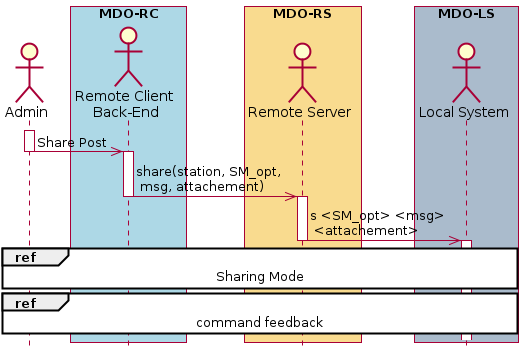 MDO-RC
MDO-RS
MDO-LS
Admin
Remote Client
Back-End
Remote Server
Local System
Share Post
share(station, SM_opt,
msg, attachement)
s <SM_opt> <msg>
<attachement>
ref
Sharing Mode
ref
command feedback